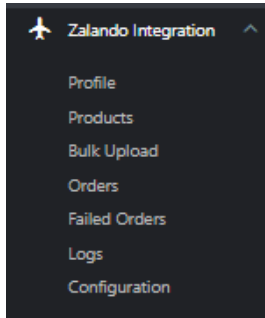 Zalando Integration
Profile
Products
Bulk Upload
Orders
Failed Orders
Logs
Configuration